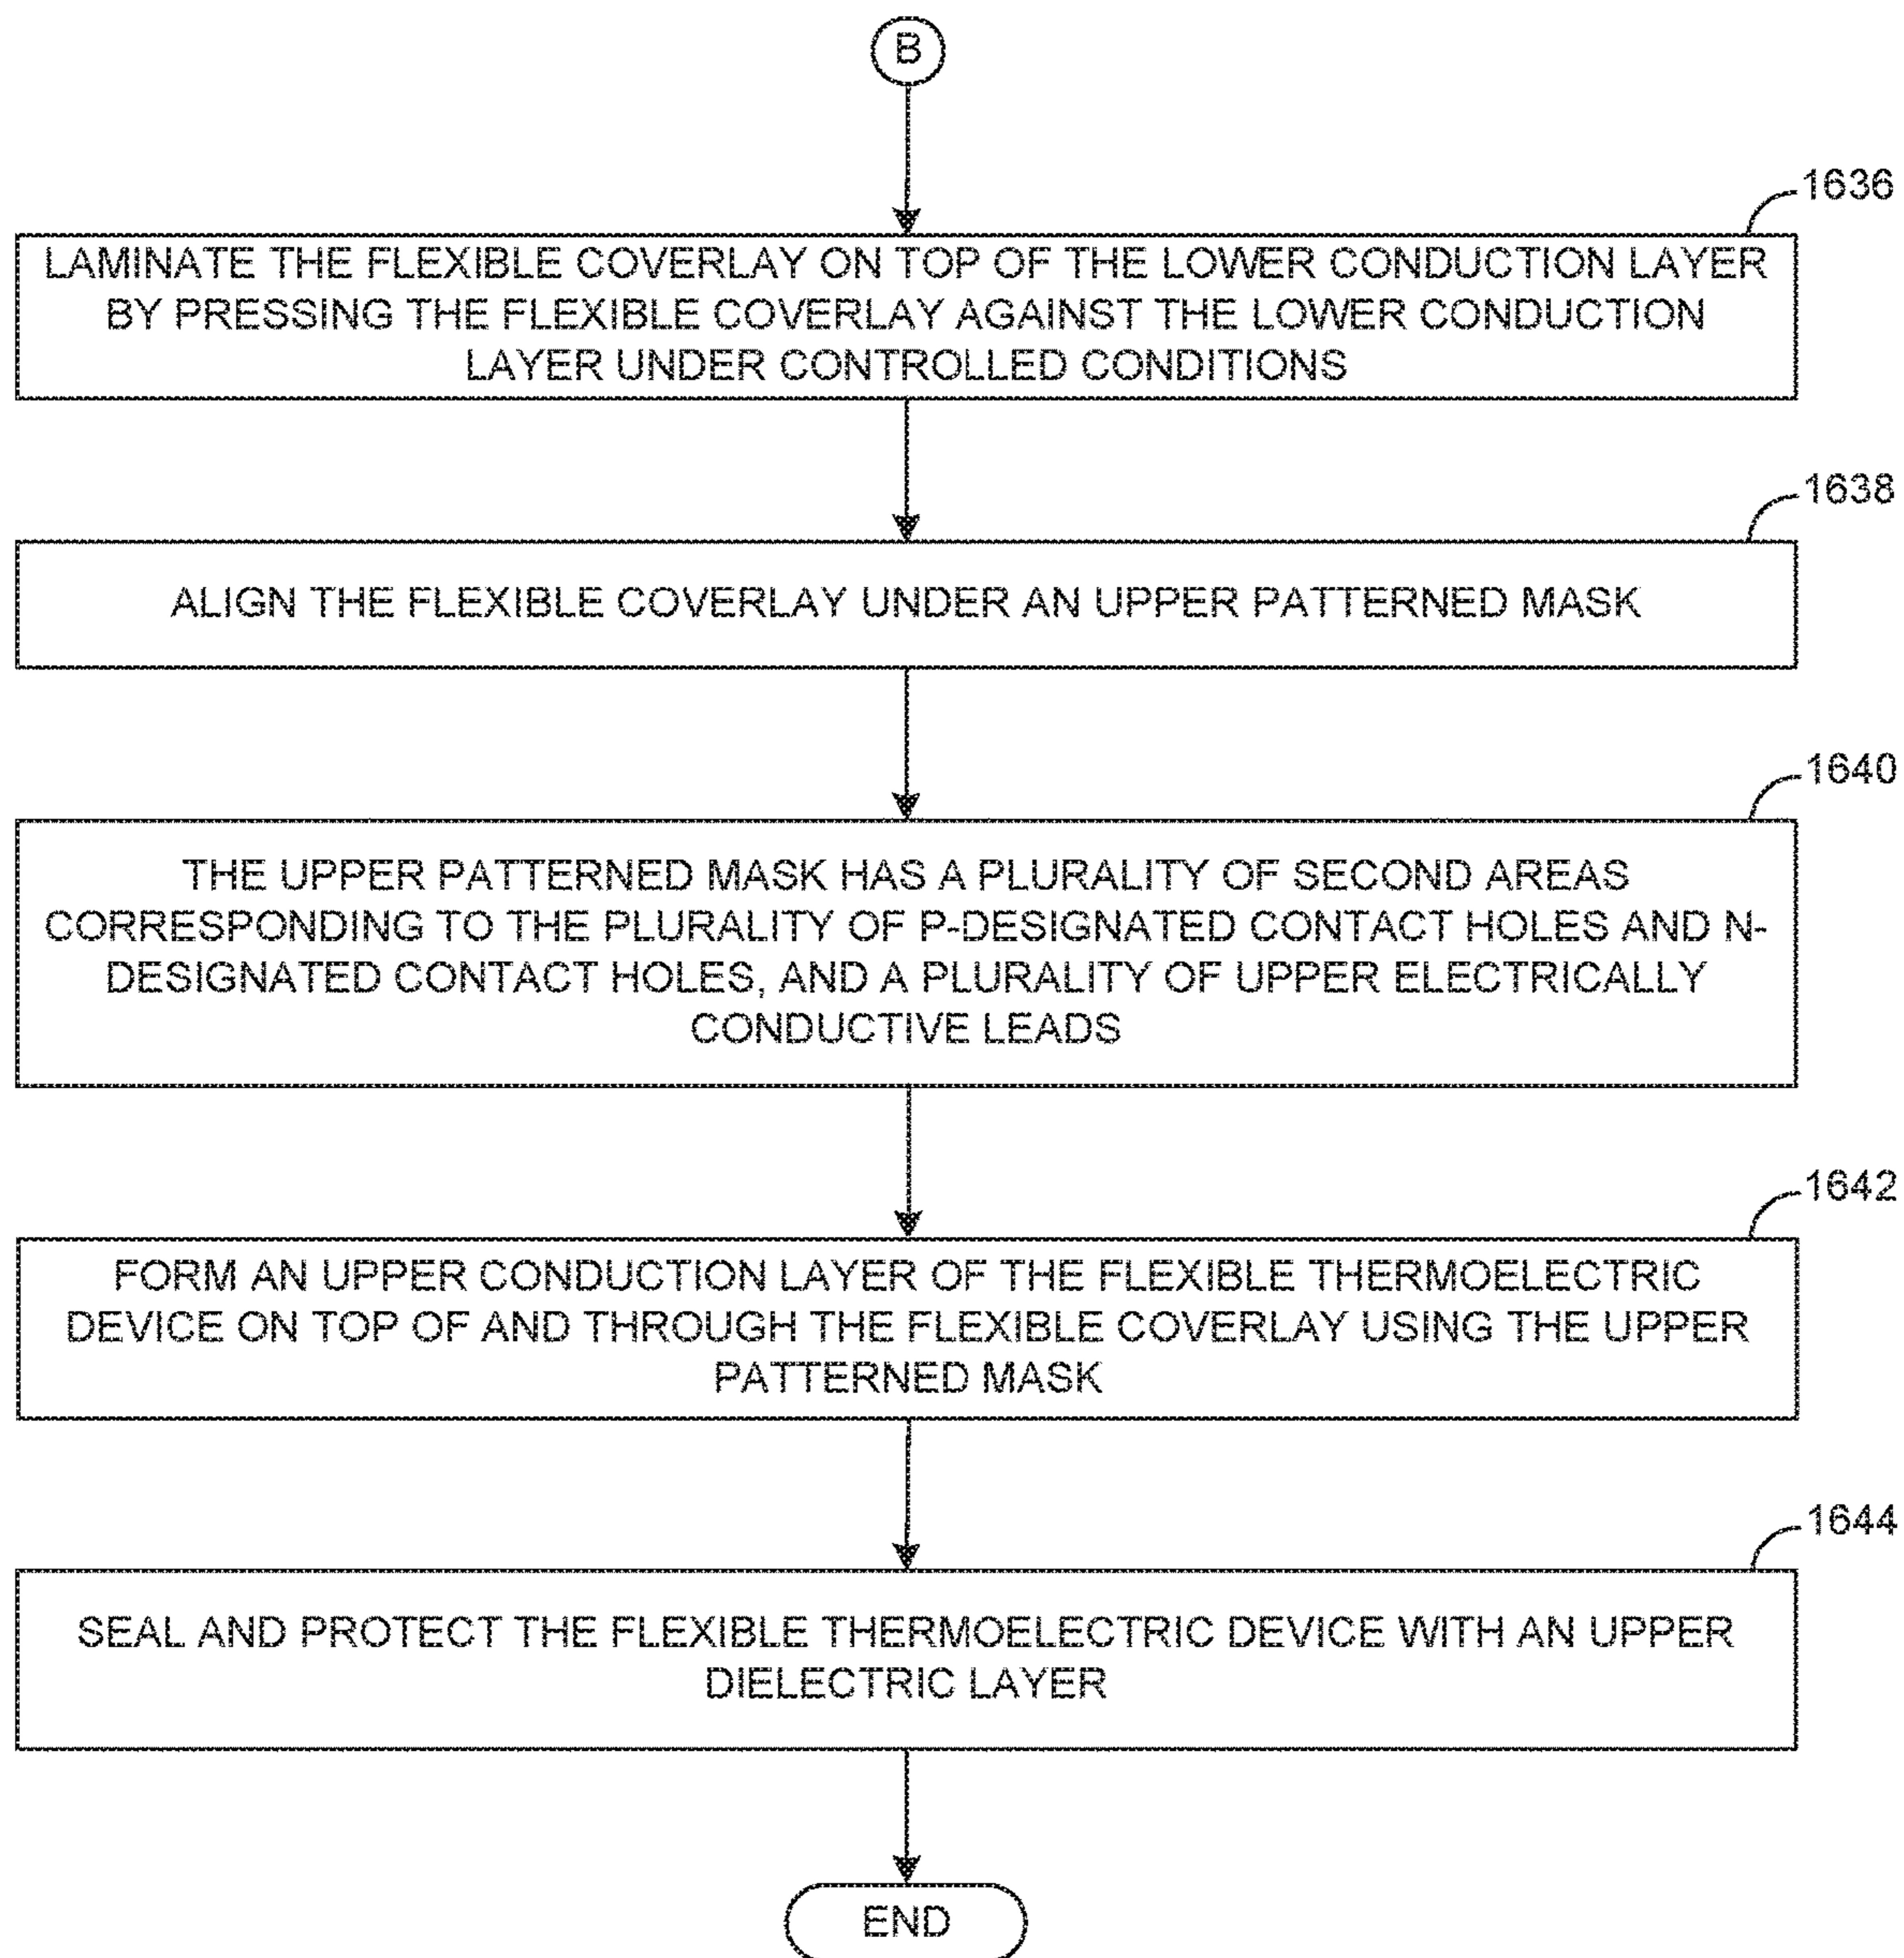 B
1636
LAMINATE THE FLEXIBLE COVERLAY ON TOP OF THE LOWER CONDUCTION LAYER
BY PRESSING THE FLEXIBLE COVERLAY AGAINST THE LOWER CONDUCTION
LAYER UNDER CONTROLLED CONDITIONS
1638
ALIGN THE FLEXIBLE COVERLAY UNDER AN UPPER PATTERNED MASK
1640
THE UPPER PATTERNED MASK HAS A PLURALITY OF SECOND AREAS
CORRESPONDING TO THE PLURALITY OF P-DESIGNATED CONTACT HOLES AND N-
DESIGNATED CONTACT HOLES, AND A PLURALITY OF UPPER ELECTRICALLY
CONDUCTIVE LEADS
1642
FORM AN UPPER CONDUCTION LAYER OF THE FLEXIBLE THERMOELECTRIC
DEVICE ON TOP OF AND THROUGH THE FLEXIBLE COVERLAY USING THE UPPER
PATTERNED MASK
1644
SEAL AND PROTECT THE FLEXIBLE THERMOELECTRIC DEVICE WITH AN UPPER
DIELECTRIC LAYER
END